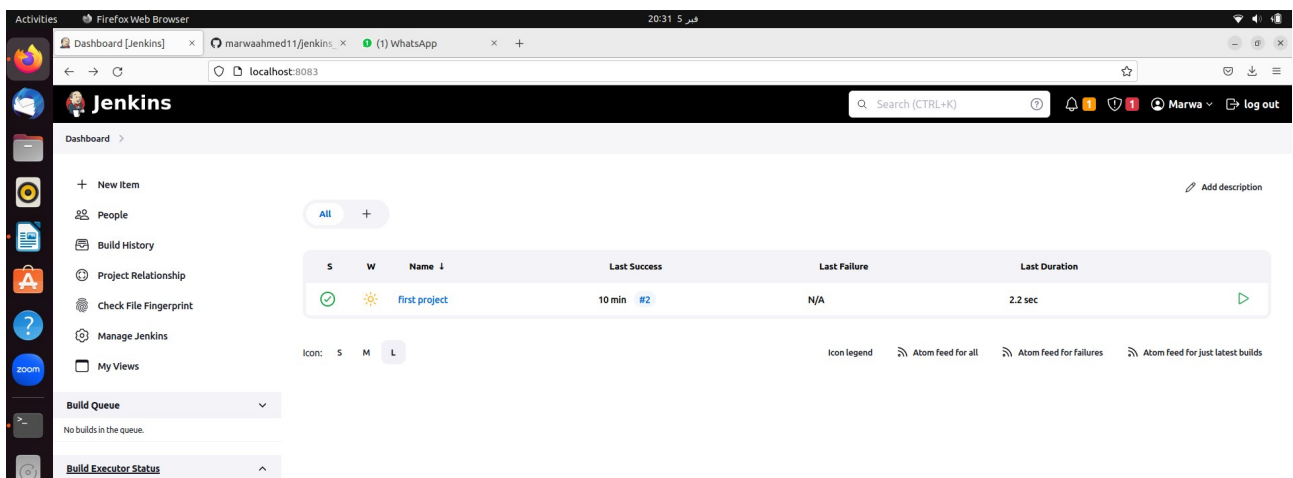 Activities Firefox Web Browser 20:31 5 فبر
Dashboard [Jenkins] × marwaahmed11/jenkins_ × (1) WhatsApp × +
localhost:8083
Jenkins Search (CTRL+K) ? 1 1 Marwa log out
Dashboard >
+ New Item Add description
People All +
Build History
S W Name ↓ Last Success Last Failure Last Duration
Project Relationship
first project 10 min #2 N/A 2.2 sec
Check File Fingerprint
Manage Jenkins
Icon: S M L Icon legend Atom feed for all Atom feed for failures Atom feed for just latest builds
My Views
zoom
Build Queue
No builds in the queue.
Build Executor Status